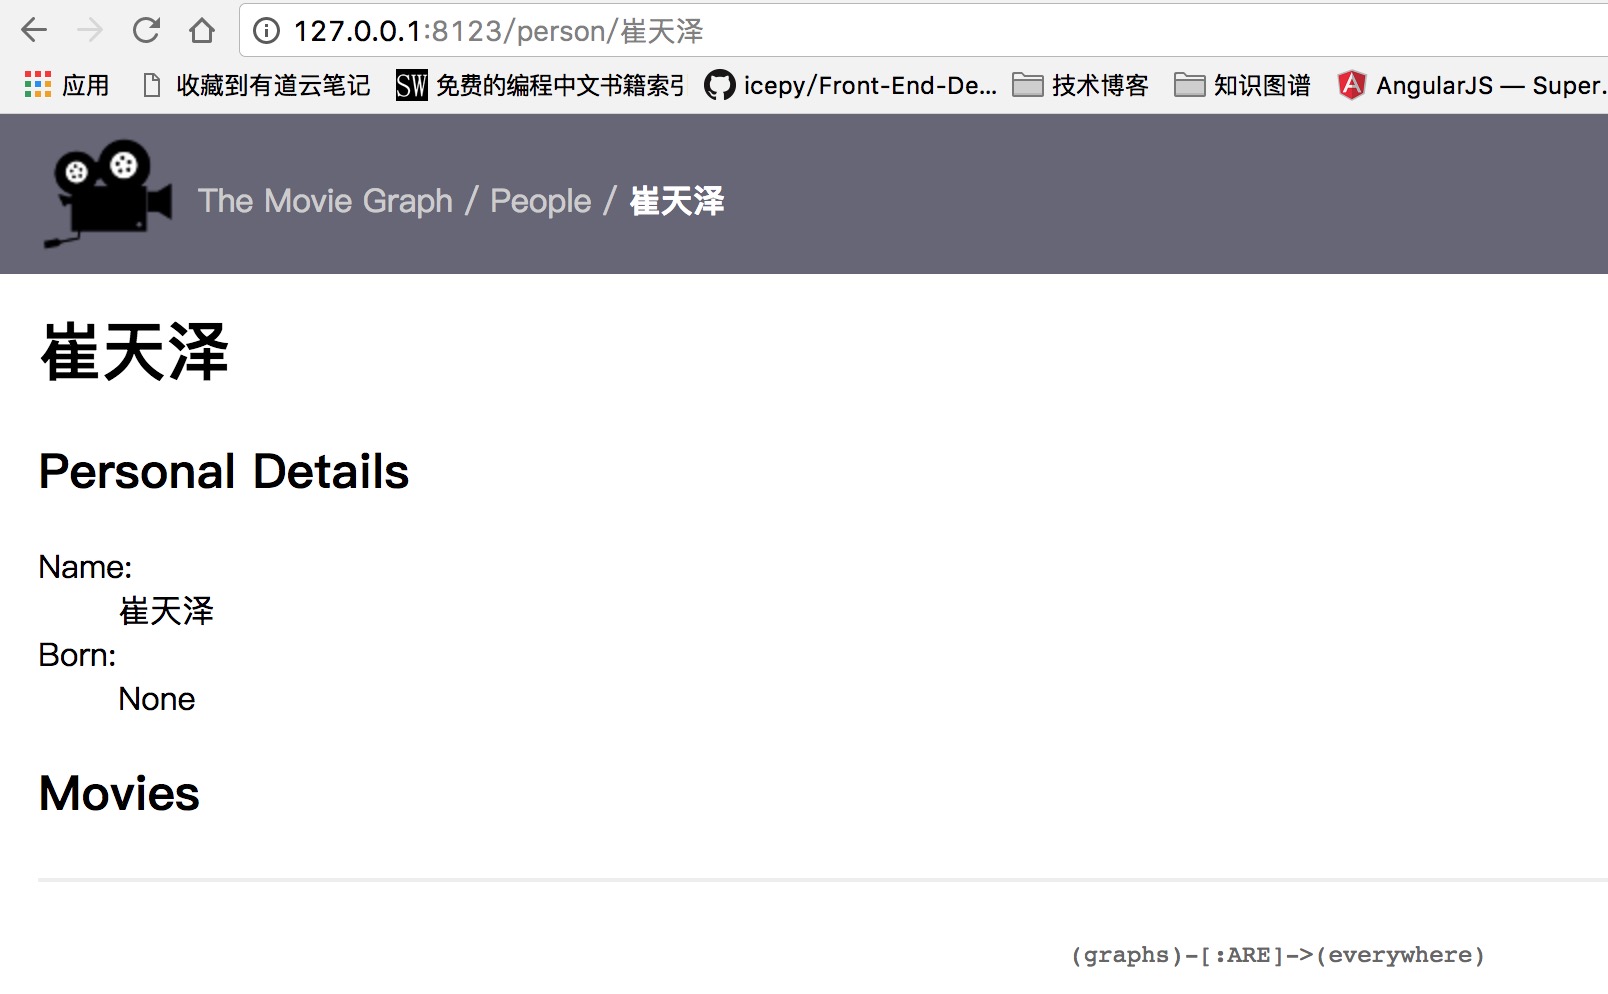 127.0.0.1:8123/person/崔天泽
应用 收藏到有道云笔记 SW 免费的编程中文书籍索引 icepy/Front-End-De... 技术博客 知识图谱 AngularJS — Super.
The Movie Graph / People / 崔天泽
崔天泽
Personal Details
Name:
崔天泽
Born:
None
Movies
(graphs)-[:ARE]->(everywhere)